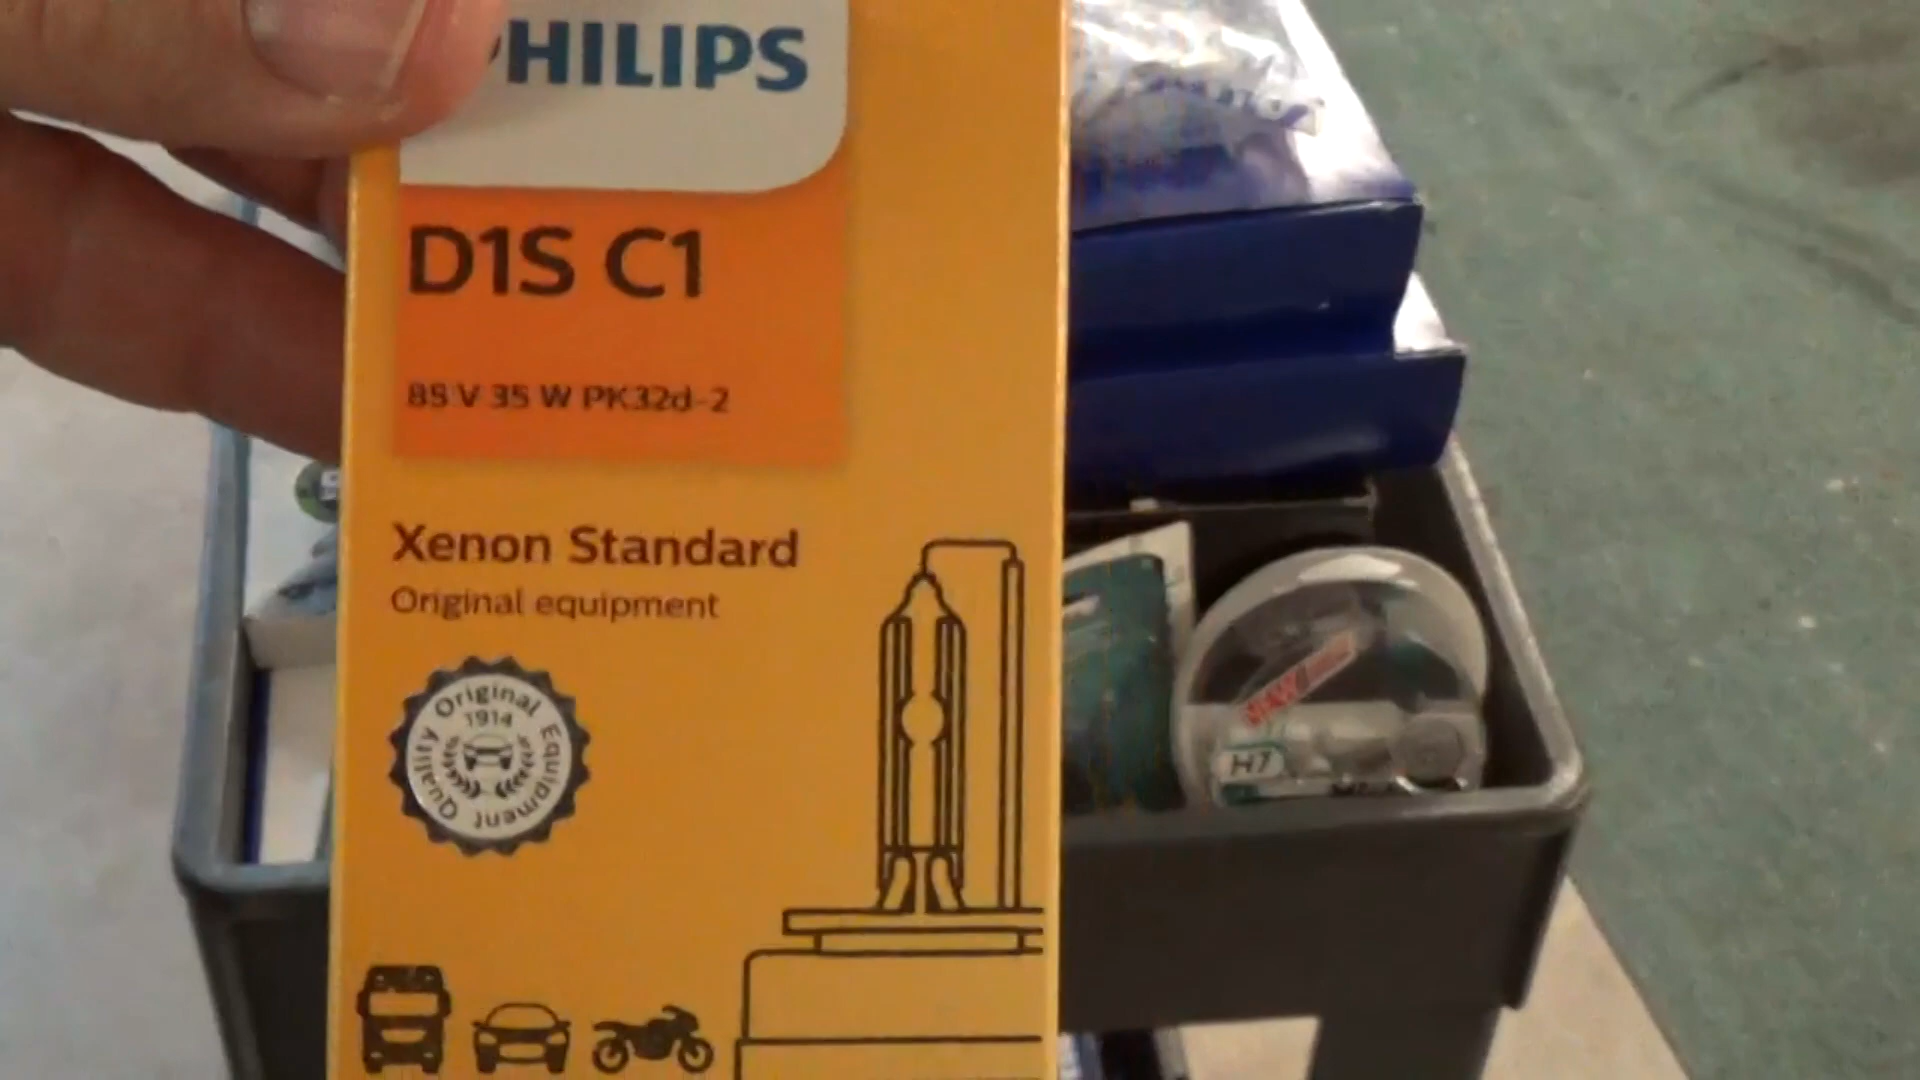 PHILIPS
D1S C1
85 V 35 W PK32d-2
Xenon Standard
Original equipment
Quality Original Equipment
1914
H7